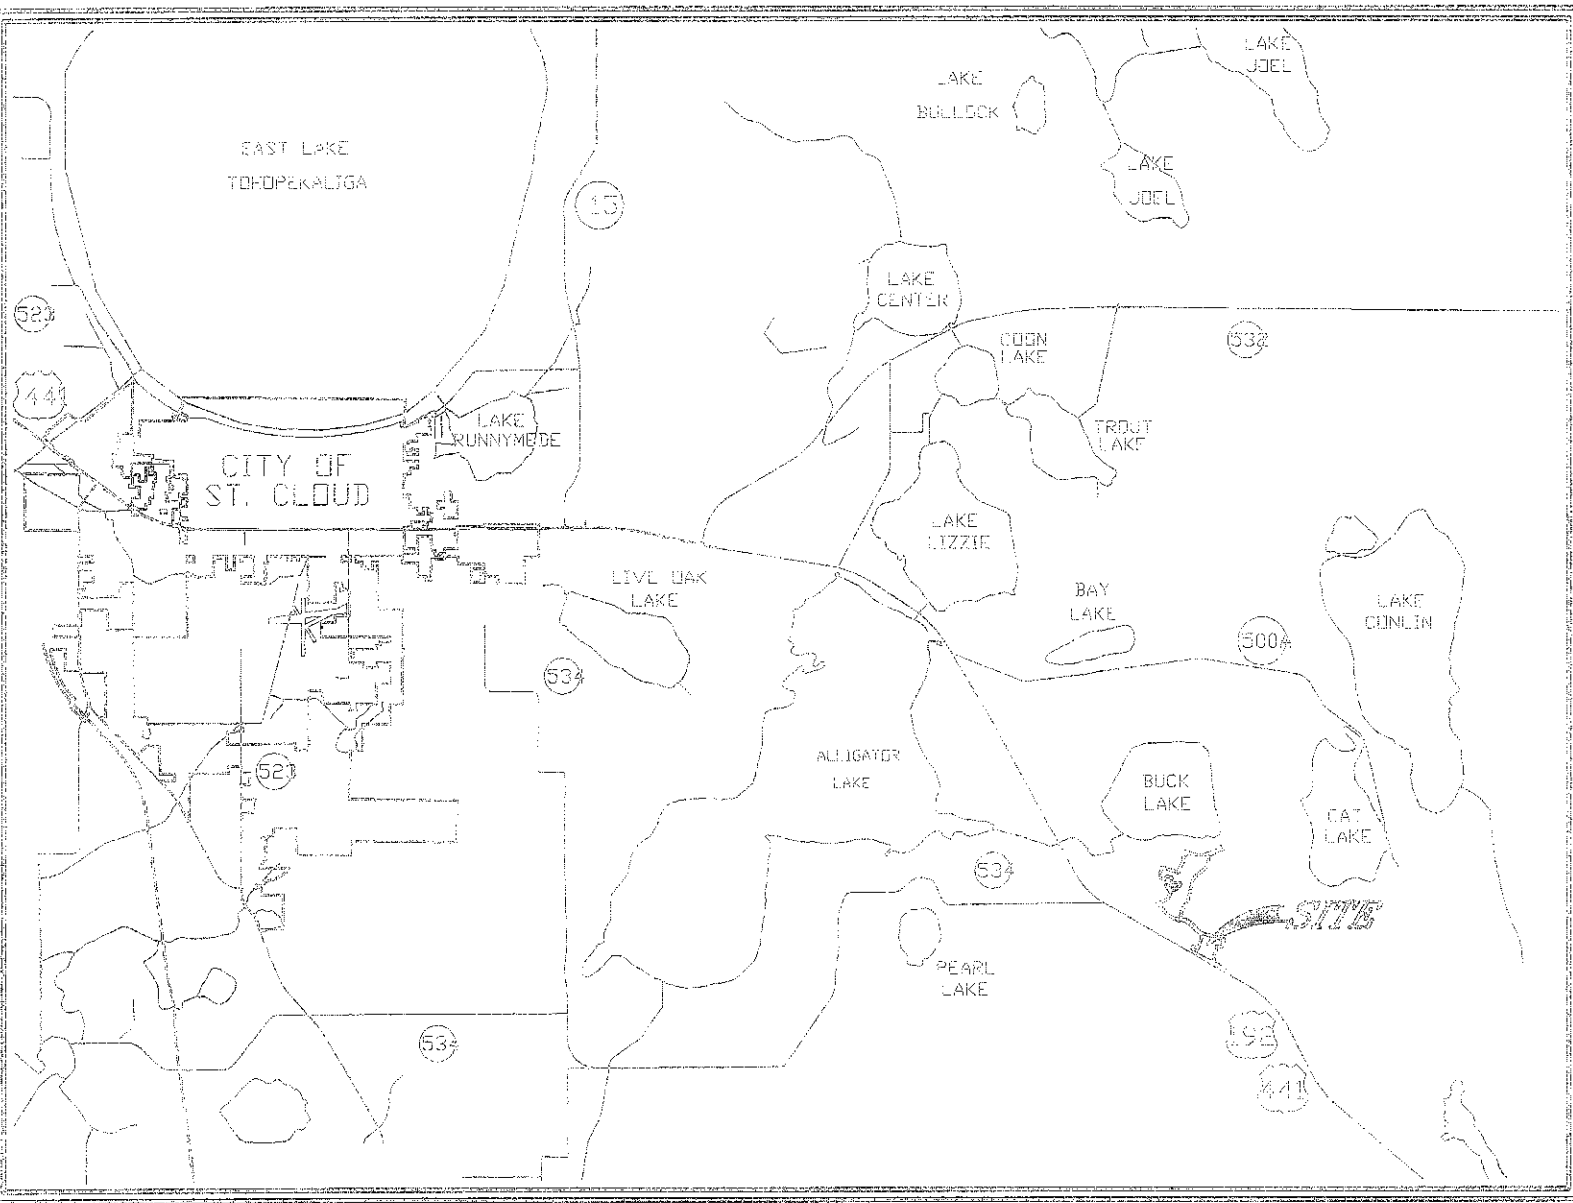 LAKE
JOEL
LAKE
BULLOCK
EAST LAKE
TOHOPEKALIGA
LAKE
JOEL
15
LAKE
CENTER
523
532
COON
LAKE
441
LAKE
RUNNYMEDE
TROUT
LAKE
CITY OF
ST. CLOUD
LAKE
LIZZIE
LIVE OAK
LAKE
BAY
LAKE
LAKE
CONLIN
500A
534
ALLIGATOR
LAKE
523
BUCK
LAKE
CAT
LAKE
534
SITE
PEARL
LAKE
534
192
441